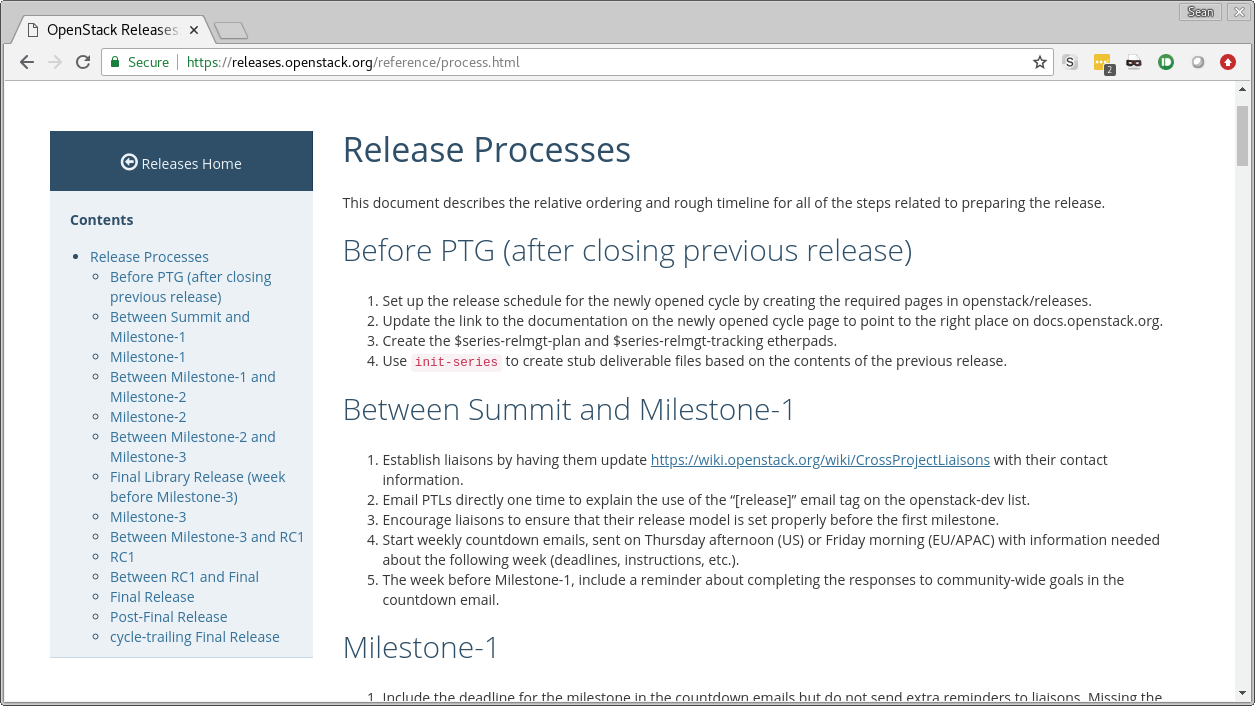 Sean
OpenStack Releases
Secure
https://releases.openstack.org/reference/process.html
S
2
Releases Home
Contents
Release Processes
Before PTG (after closing
previous release)
Between Summit and
Milestone-1
Milestone-1
Between Milestone-1 and
Milestone-2
Milestone-2
Between Milestone-2 and
Milestone-3
Final Library Release (week
before Milestone-3)
Milestone-3
Between Milestone-3 and RC1
RC1
Between RC1 and Final
Final Release
Post-Final Release
cycle-trailing Final Release
Release Processes
This document describes the relative ordering and rough timeline for all of the steps related to preparing the release.
Before PTG (after closing previous release)
1. Set up the release schedule for the newly opened cycle by creating the required pages in openstack/releases.
2. Update the link to the documentation on the newly opened cycle page to point to the right place on docs.openstack.org.
3. Create the $series-relmgt-plan and $series-relmgt-tracking etherpads.
4. Use init-series to create stub deliverable files based on the contents of the previous release.
Between Summit and Milestone-1
1. Establish liaisons by having them update https://wiki.openstack.org/wiki/CrossProjectLiaisons with their contact
information.
2. Email PTLs directly one time to explain the use of the “[release]” email tag on the openstack-dev list.
3. Encourage liaisons to ensure that their release model is set properly before the first milestone.
4. Start weekly countdown emails, sent on Thursday afternoon (US) or Friday morning (EU/APAC) with information needed
about the following week (deadlines, instructions, etc.).
5. The week before Milestone-1, include a reminder about completing the responses to community-wide goals in the
countdown email.
Milestone-1
1. Include the deadline for the milestone in the countdown emails but do not send extra reminders to liaisons. Missing the